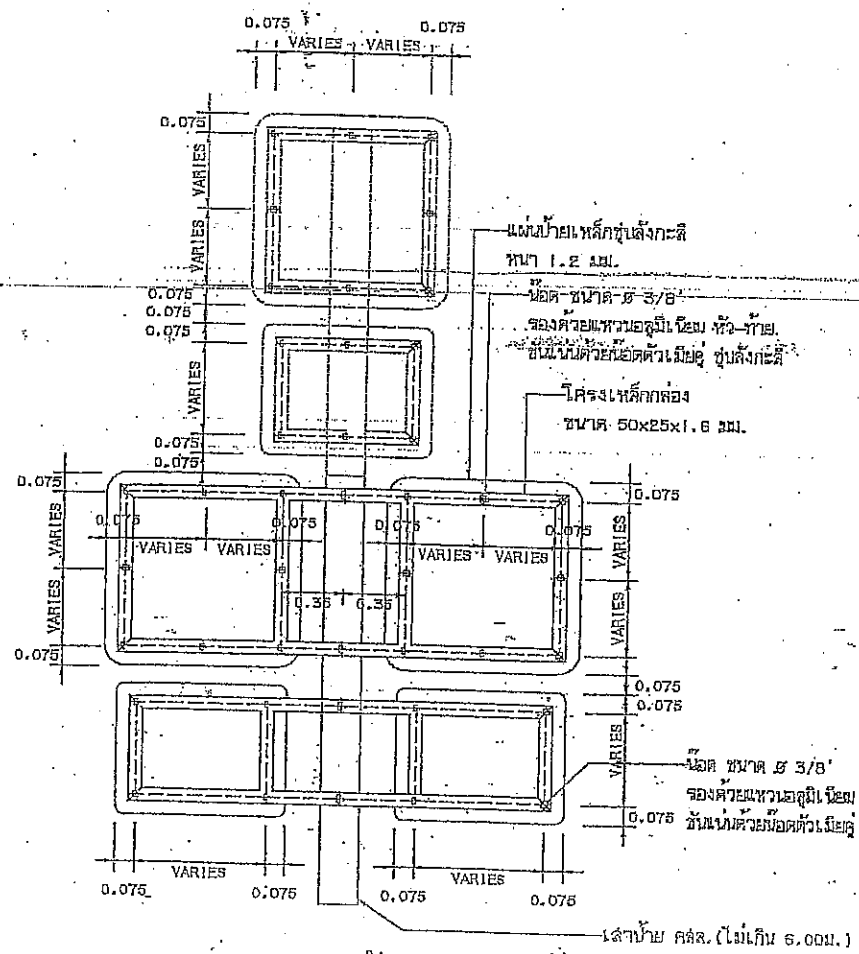 0.075 0.075
VARIES VARIES
0.075
VARIES
VARIES
แผ่นป้ายเหล็กชุบสังกะสี
หนา 1.2 มม.
0.075
0.075
0.075
น๊อต ขนาด Ø 3/8'
รองด้วยแหวนอลูมิเนียม หัว-ท้าย
ขันแน่นด้วยน๊อตตัวเมียคู่ ชุบสังกะสี
VARIES
โครงเหล็กกล่อง
ขนาด 50x25x1.6 มม.
0.075
0.075
0.075 0.075
VARIES VARIES
0.075 0.075 0.075 0.075
VARIES VARIES VARIES VARIES
0.35 0.35
VARIES VARIES
0.075
0.075
0.075
VARIES
น๊อต ขนาด Ø 3/8'
รองด้วยแหวนอลูมิเนียม
0.075 ขันแน่นด้วยน๊อตตัวเมียคู่
VARIES VARIES
0.075 0.075 0.075 0.075
เสาป้าย คสล.(ไม่เกิน 6.00ม.)